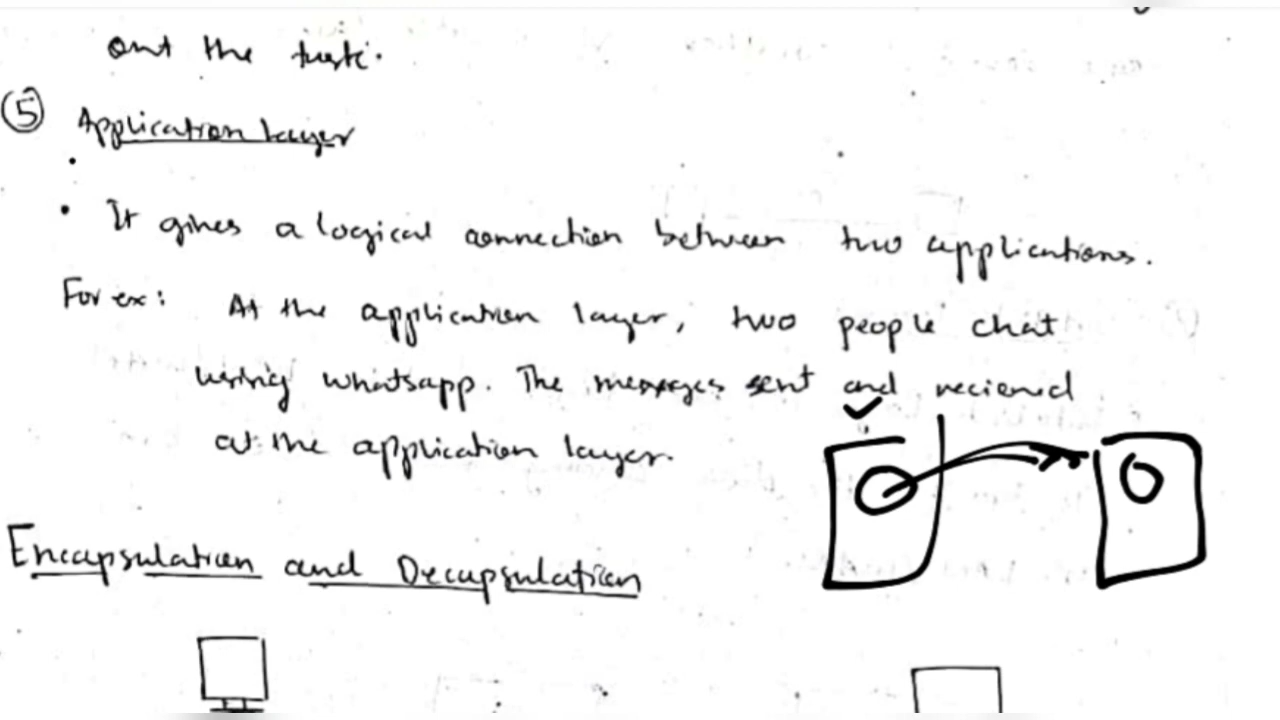 out the task.
⑤ Application layer
•
• It gives a logical connection between two applications.
For ex: At the application layer, two people chat
using whatsapp. The messages sent and recieved
at the application layer.
Encapsulation and Decapsulation